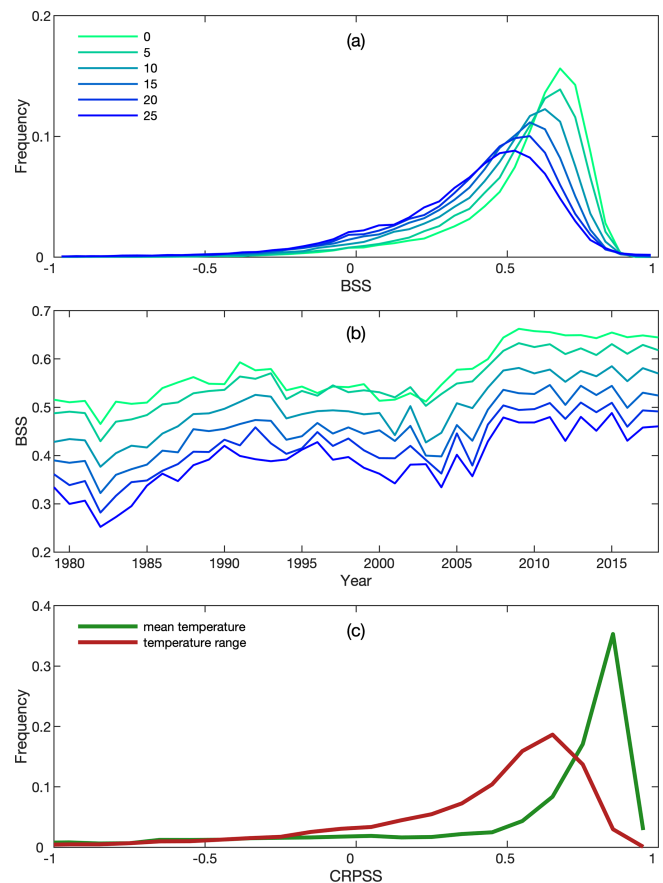 0.2
(a)
0
5
10
15
20
25
0.1
0
Frequency
-1 -0.5 0 0.5 1
BSS
0.7
(b)
0.6
0.5
0.4
0.3
0.2
BSS
1980 1985 1990 1995 2000 2005 2010 2015
Year
0.4
(c)
mean temperature
temperature range
0.3
0.2
0.1
0
Frequency
-1 -0.5 0 0.5 1
CRPSS